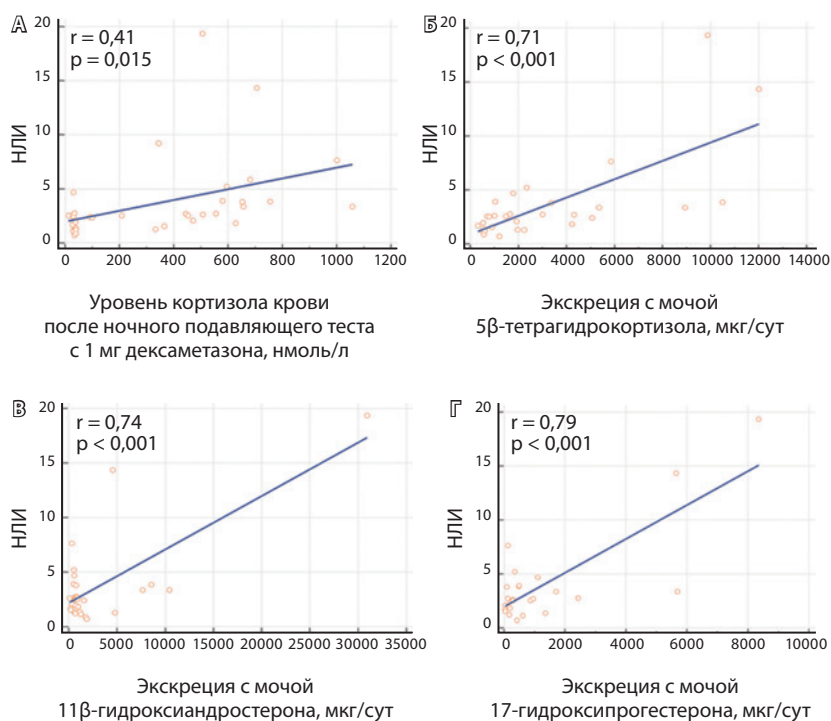 А
r = 0,41
p = 0,015
НЛИ
20
15
10
5
0
0 200 400 600 800 1000 1200
Уровень кортизола крови
после ночного подавляющего теста
с 1 мг дексаметазона, нмоль/л
Б
r = 0,71
p < 0,001
НЛИ
20
15
10
5
0
0 2000 4000 6000 8000 10000 12000 14000
Экскреция с мочой
5β-тетрагидрокортизола, мкг/сут
В
r = 0,74
p < 0,001
НЛИ
20
15
10
5
0
0 5000 10000 15000 20000 25000 30000 35000
Экскреция с мочой
11β-гидроксиандростерона, мкг/сут
Г
r = 0,79
p < 0,001
НЛИ
20
15
10
5
0
0 2000 4000 6000 8000 10000
Экскреция с мочой
17-гидроксипрогестерона, мкг/сут